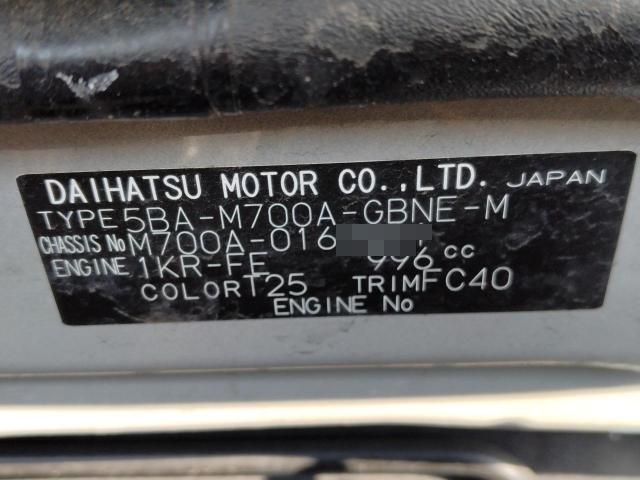 DAIHATSU MOTOR CO.,LTD. JAPAN
TYPE 5BA-M700A-GBNE-M
CHASSIS No M700A-016
ENGINE 1KR-FE 996 cc
COLOR T25 TRIM FC40
ENGINE No